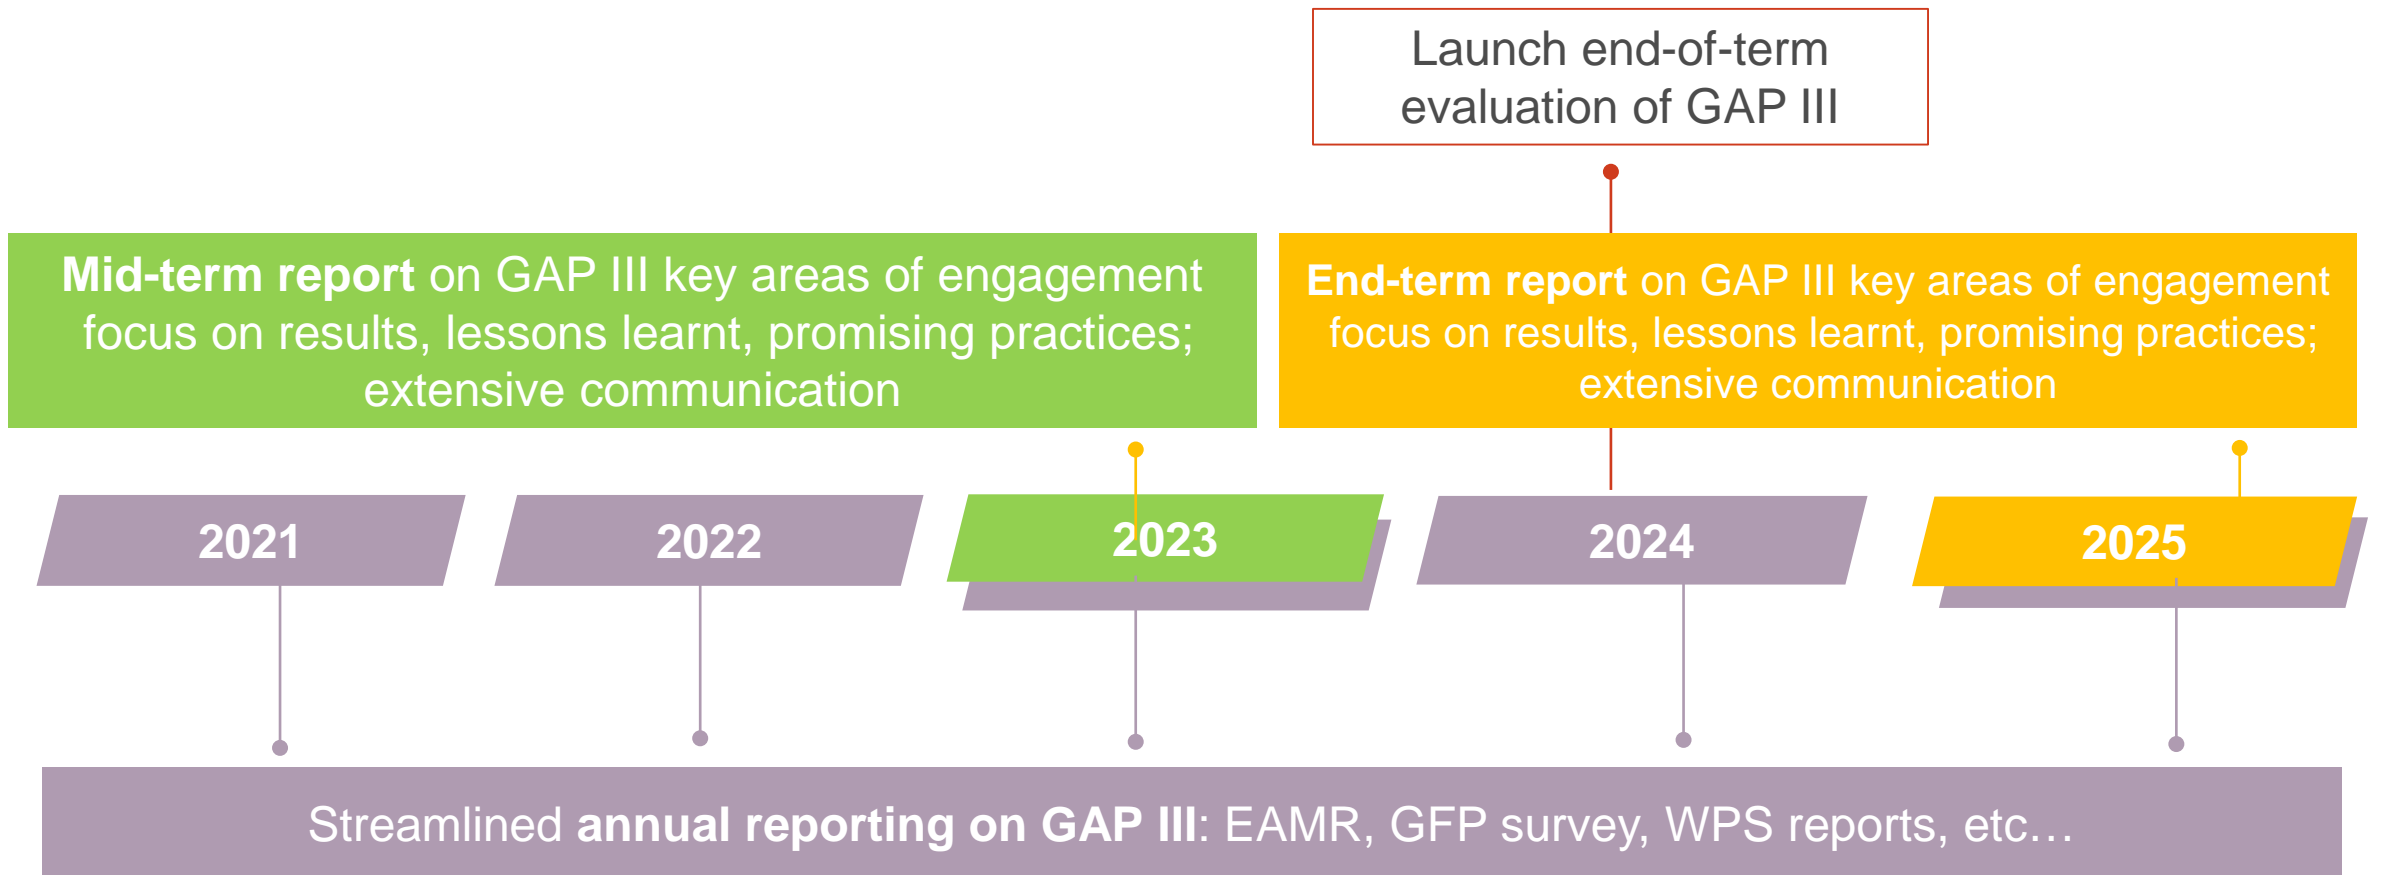 Launch end-of-term
evaluation of GAP III
Mid-term report on GAP III key areas of engagement
focus on results, lessons learnt, promising practices;
extensive communication
End-term report on GAP III key areas of engagement
focus on results, lessons learnt, promising practices;
extensive communication
2021
2022
2023
2024
2025
Streamlined annual reporting on GAP III: EAMR, GFP survey, WPS reports, etc…